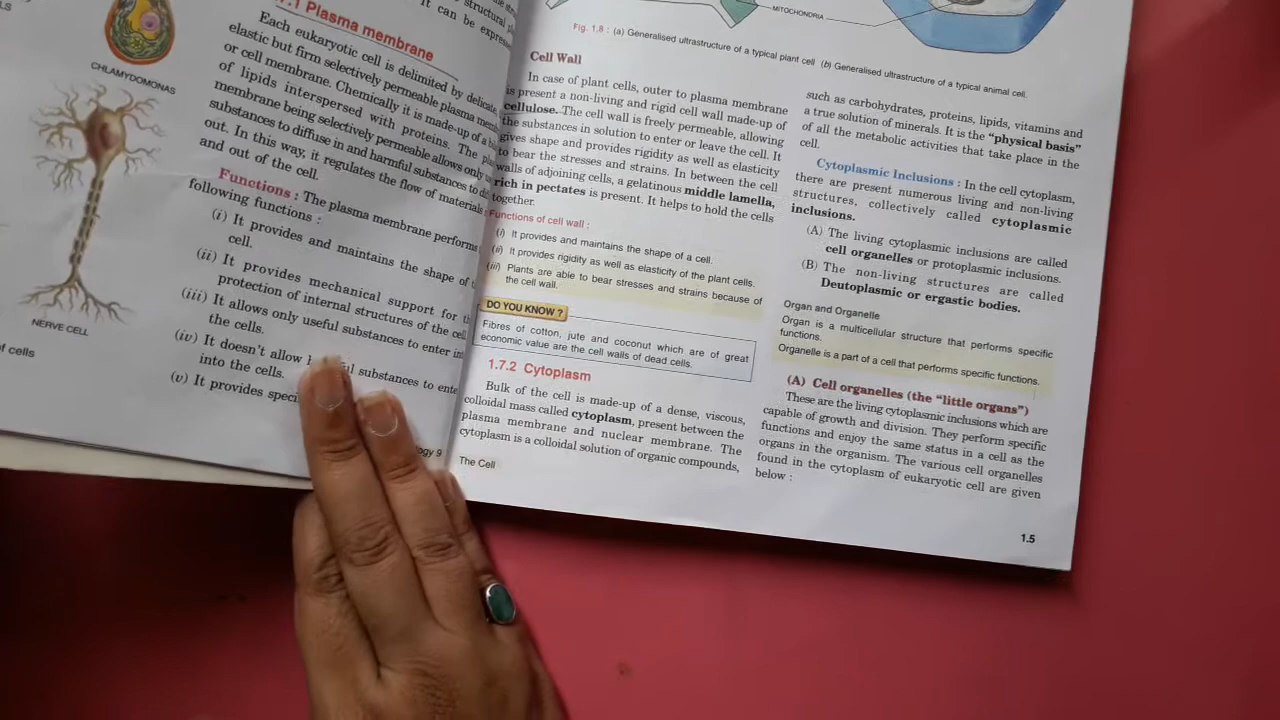 LS
CHLAMYDOMONAS
NERVE CELL
of cells
structural
It can be expres
.1 Plasma membrane
Each eukaryotic cell is delimited by delicate,
elastic but firm selectively permeable plasma mem
or cell membrane. Chemically it is made-up of a
of lipids interspersed with proteins. The pla
membrane being selectively permeable allows only
substances to diffuse in and harmful substances to di
out. In this way, it regulates the flow of materials
and out of the cell.
Functions : The plasma membrane performs
following functions :
(i) It provides and maintains the shape of t
cell.
(ii) It provides mechanical support for th
protection of internal structures of the cell
(iii) It allows only useful substances to enter in
the cells.
(iv) It doesn't allow substances to ente
into the cells.
(v) It provides speci
ogy 9
MITOCHONDRIA
Fig. 1.8 : (a) Generalised ultrastructure of a typical plant cell (b) Generalised ultrastructure of a typical animal cell.
Cell Wall
In case of plant cells, outer to plasma membrane
is present a non-living and rigid cell wall made-up of
cellulose. The cell wall is freely permeable, allowing
the substances in solution to enter or leave the cell. It
gives shape and provides rigidity as well as elasticity
to bear the stresses and strains. In between the cell
walls of adjoining cells, a gelatinous middle lamella,
rich in pectates is present. It helps to hold the cells
together.
Functions of cell wall :
(i) It provides and maintains the shape of a cell.
(ii) It provides rigidity as well as elasticity of the plant cells.
(iii) Plants are able to bear stresses and strains because of
the cell wall.
DO YOU KNOW ?
Fibres of cotton, jute and coconut which are of great
economic value are the cell walls of dead cells.
1.7.2 Cytoplasm
Bulk of the cell is made-up of a dense, viscous,
colloidal mass called cytoplasm, present between the
plasma membrane and nuclear membrane. The
cytoplasm is a colloidal solution of organic compounds,
The Cell
such as carbohydrates, proteins, lipids, vitamins and
a true solution of minerals. It is the "physical basis"
of all the metabolic activities that take place in the
cell.
Cytoplasmic Inclusions : In the cell cytoplasm,
there are present numerous living and non-living
structures, collectively called cytoplasmic
inclusions.
(A) The living cytoplasmic inclusions are called
cell organelles or protoplasmic inclusions.
(B) The non-living structures are called
Deutoplasmic or ergastic bodies.
Organ and Organelle
Organ is a multicellular structure that performs specific
functions.
Organelle is a part of a cell that performs specific functions.
(A) Cell organelles (the "little organs")
These are the living cytoplasmic inclusions which are
capable of growth and division. They perform specific
functions and enjoy the same status in a cell as the
organs in the organism. The various cell organelles
found in the cytoplasm of eukaryotic cell are given
below :
1.5